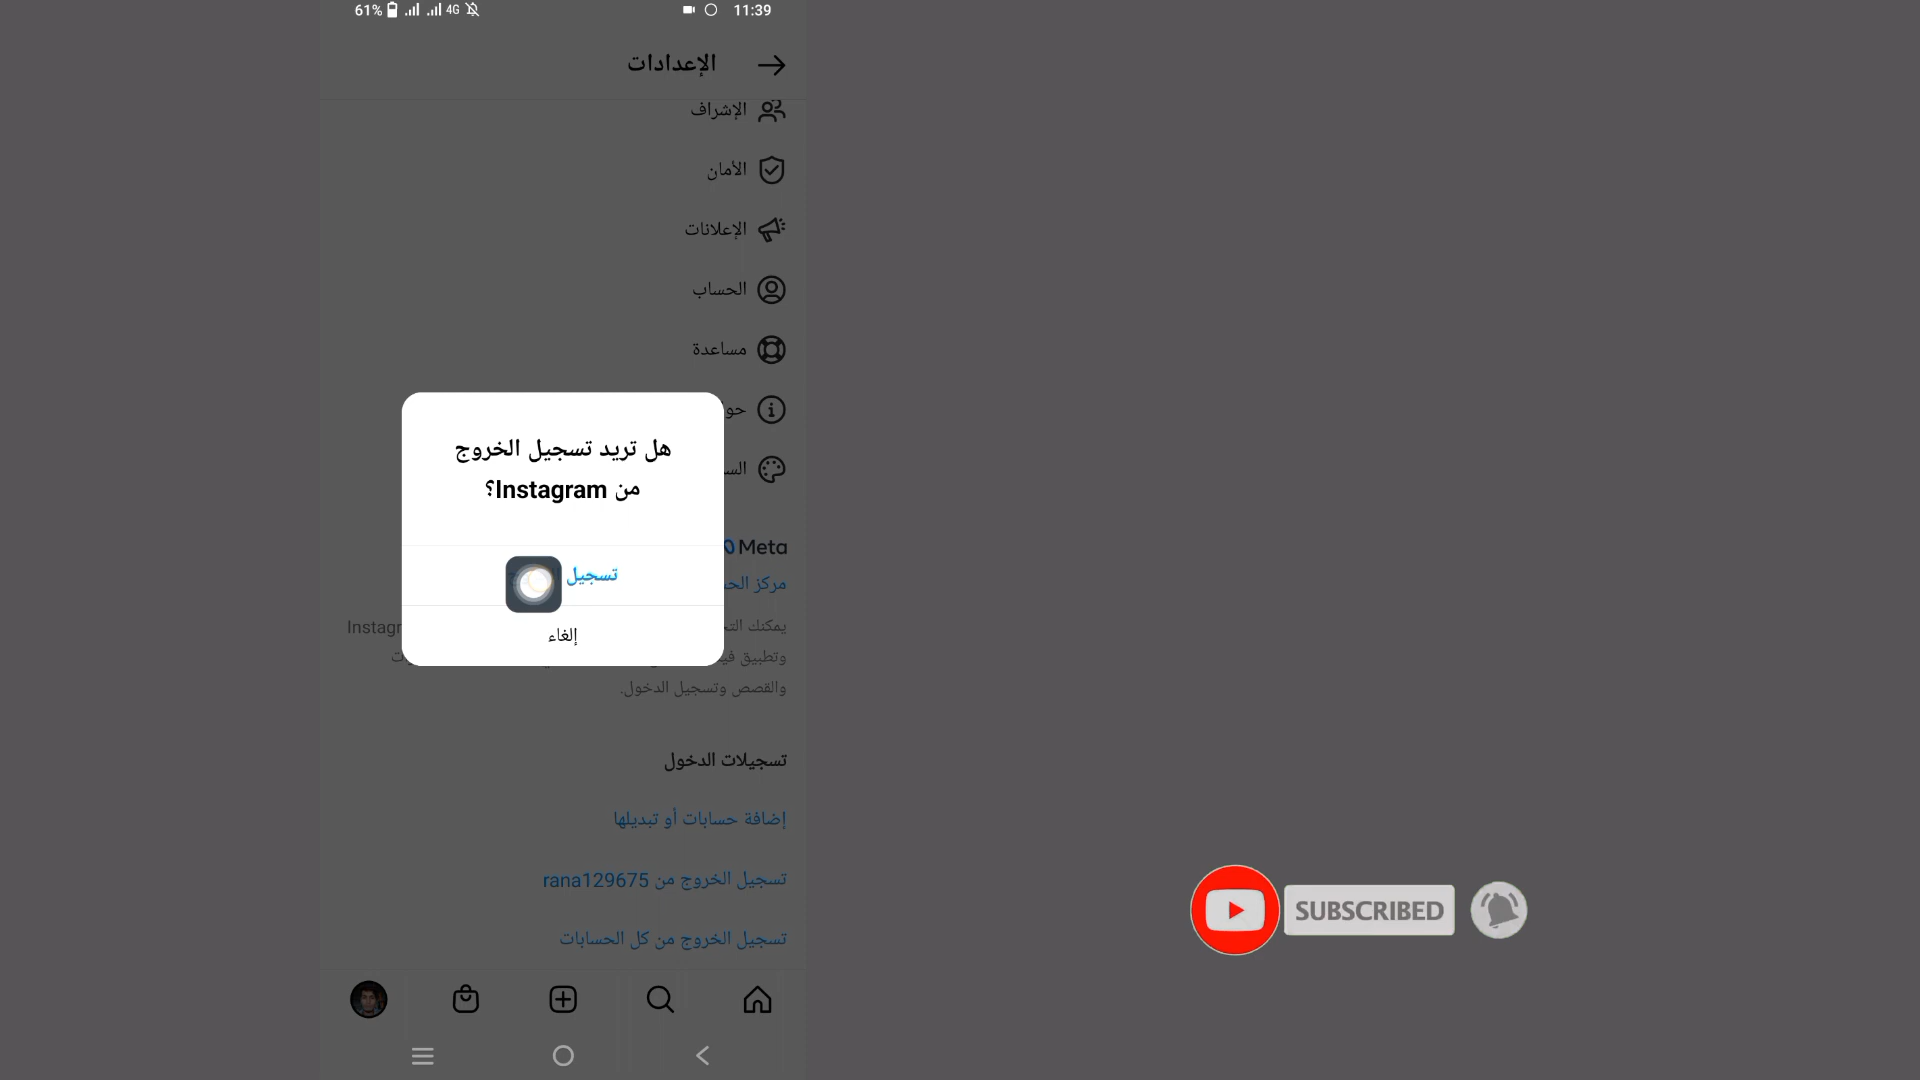 61% 4G 11:39
الإعدادات
الإشراف
الأمان
الإعلانات
الحساب
مساعدة
هل تريد تسجيل الخروج
من Instagram؟
تسجيل
إلغاء
Meta
مركز
يمكنك
وتطبيق
والقصص وتسجيل الدخول.
تسجيلات الدخول
إضافة حسابات أو تبديلها
تسجيل الخروج من rana129675
تسجيل الخروج من كل الحسابات
SUBSCRIBED